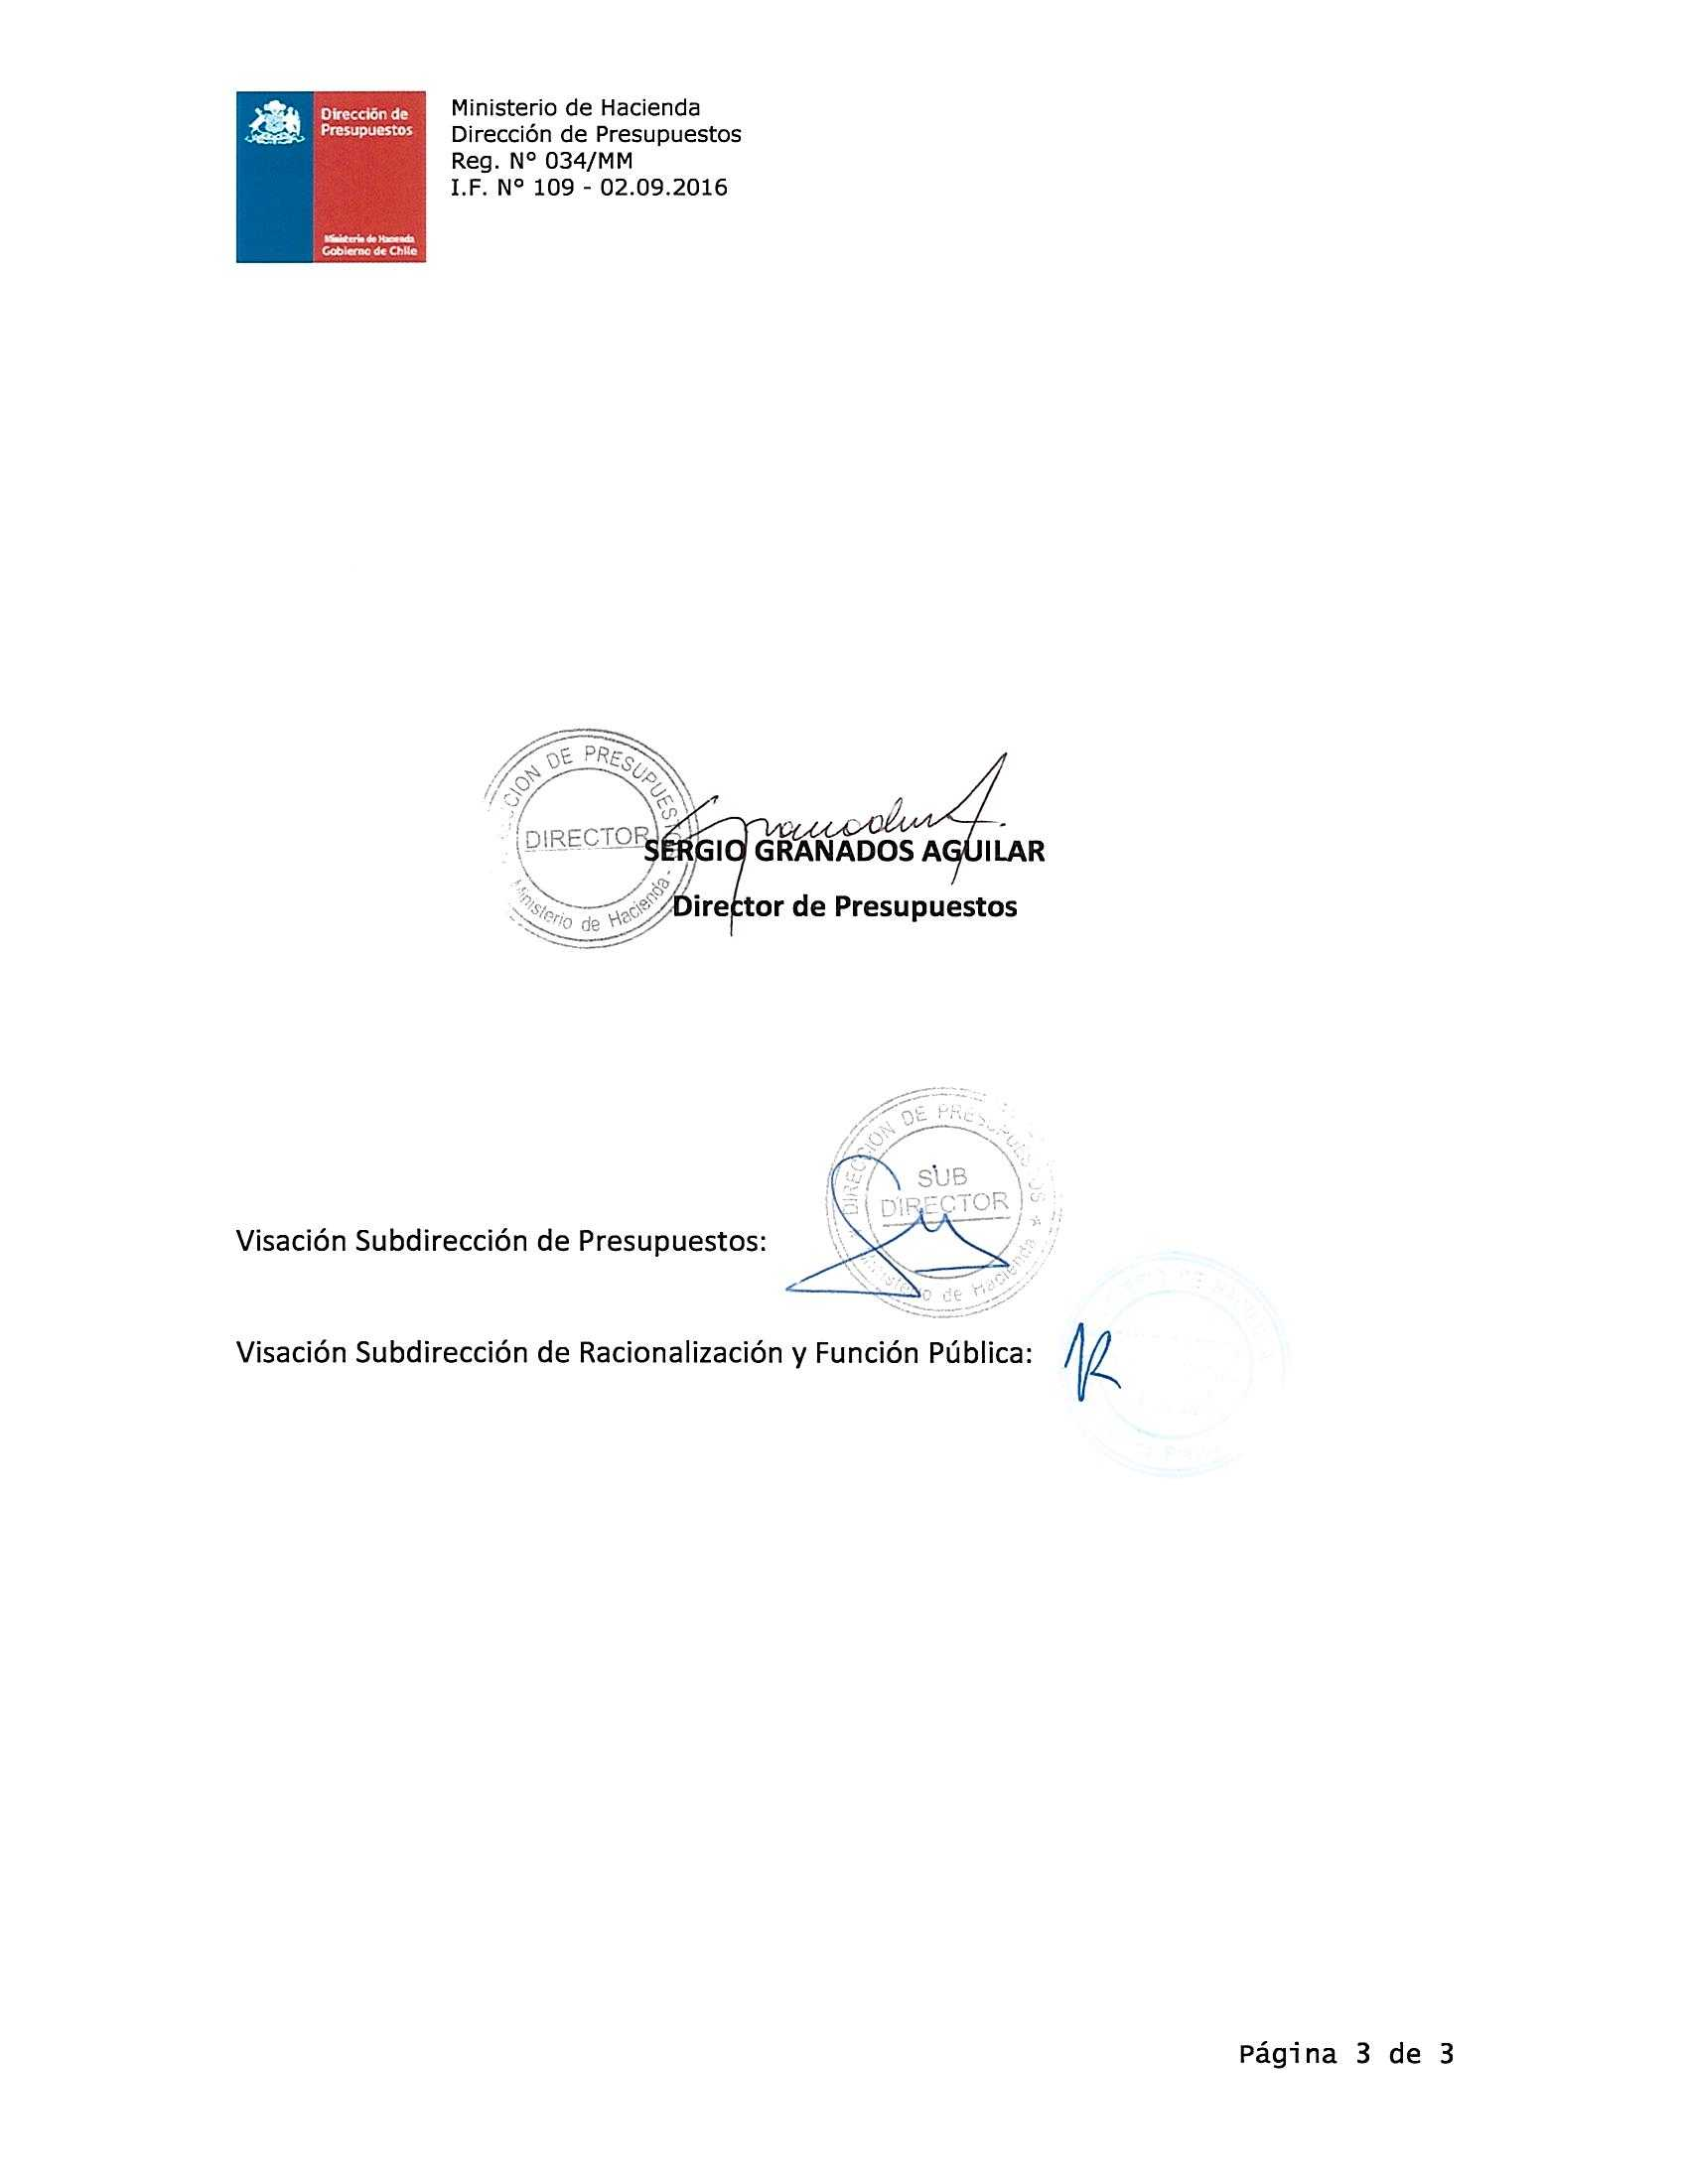 Dirección de
Presupuestos
Ministerio de Hacienda
Gobierno de Chile
Ministerio de Hacienda
Dirección de Presupuestos
Reg. N° 034/MM
I.F. N° 109 - 02.09.2016
CION DE PRESUPUES
DIRECTOR
Ministerio de Hacienda -
SERGIO GRANADOS AGUILAR
Director de Presupuestos
DIRECCION DE PRESUPUESTOS
SUB
DIRECTOR
Ministerio de Hacienda
Visación Subdirección de Presupuestos:
Visación Subdirección de Racionalización y Función Pública:
Página 3 de 3